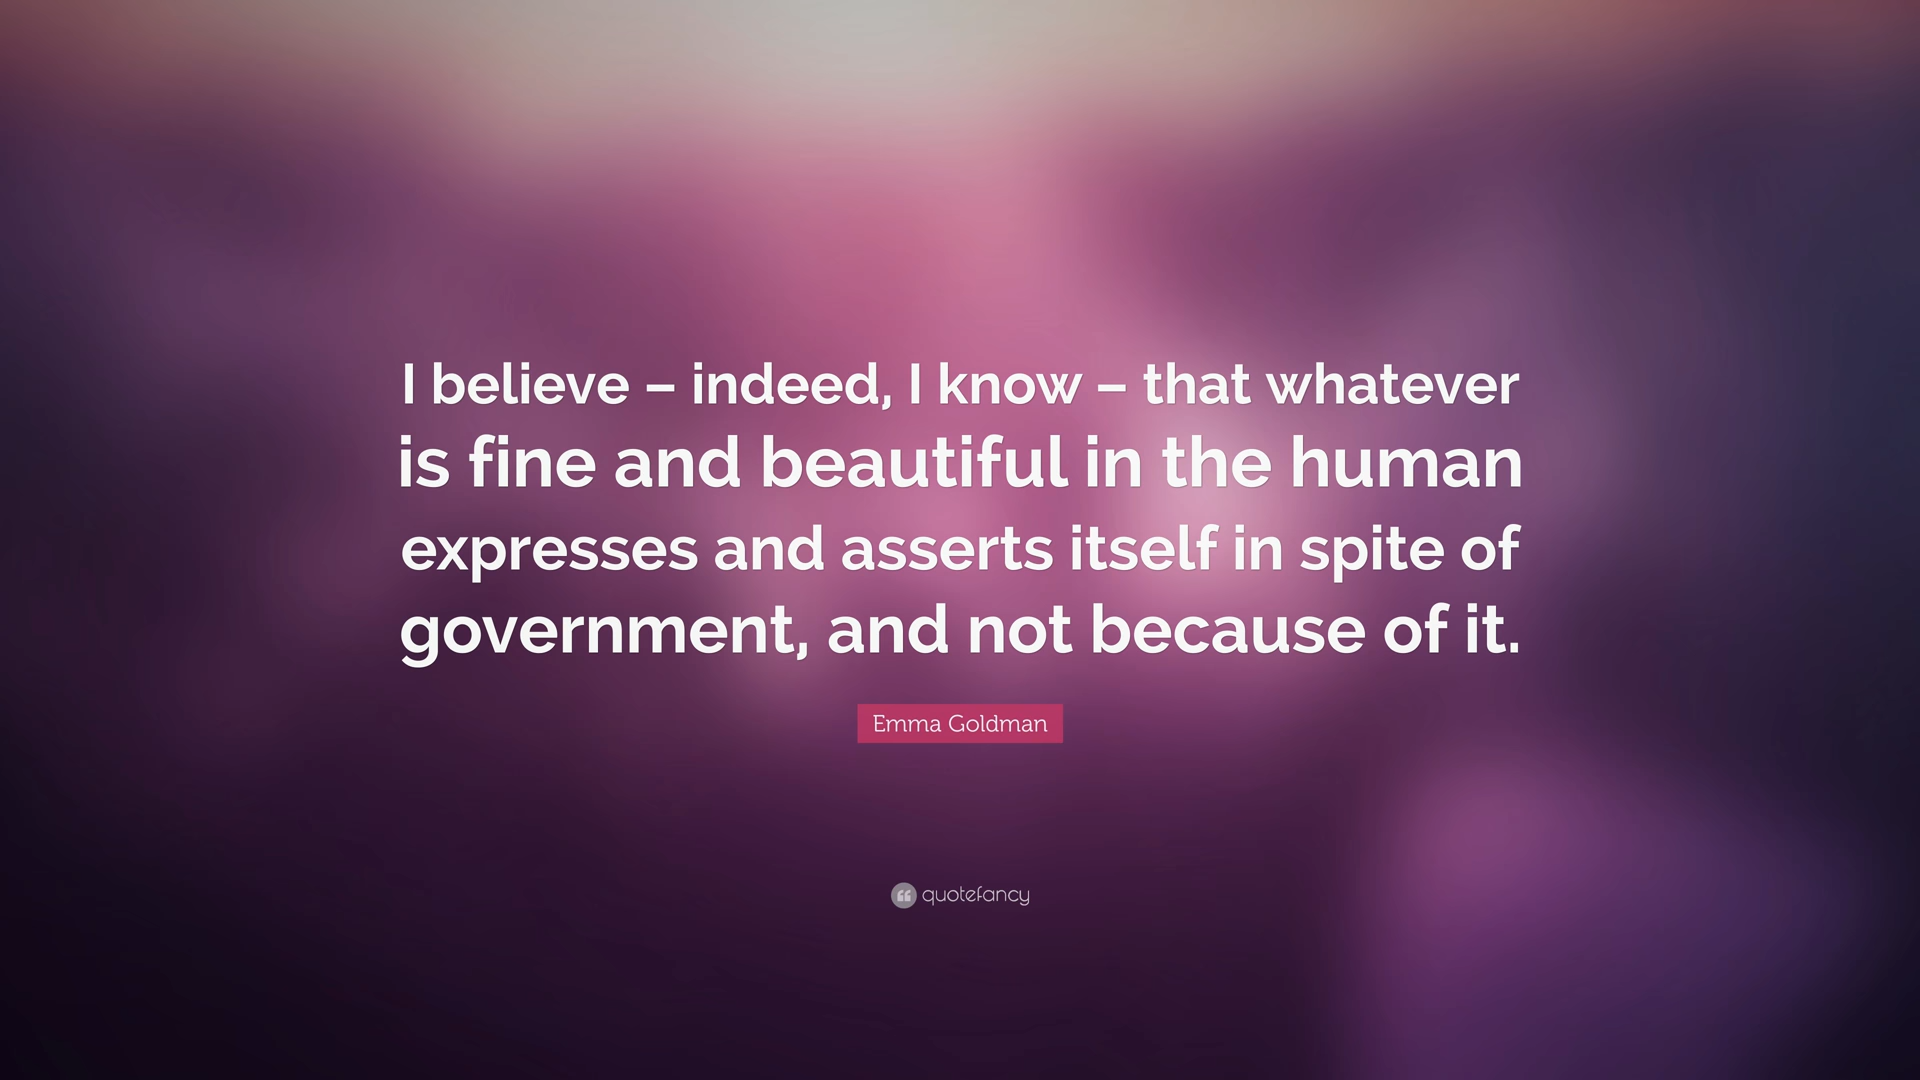 I believe – indeed, I know – that whatever
is fine and beautiful in the human
expresses and asserts itself in spite of
government, and not because of it.
Emma Goldman
quotefancy